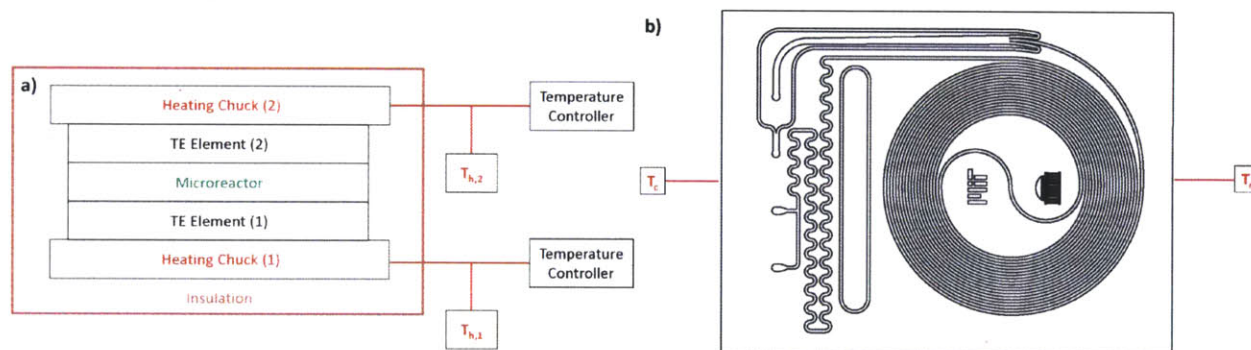 a)
Heating Chuck (2)
TE Element (2)
Microreactor
TE Element (1)
Heating Chuck (1)
Insulation
Temperature
Controller
Th,2
Temperature
Controller
Th,1
b)
Tc
MIT